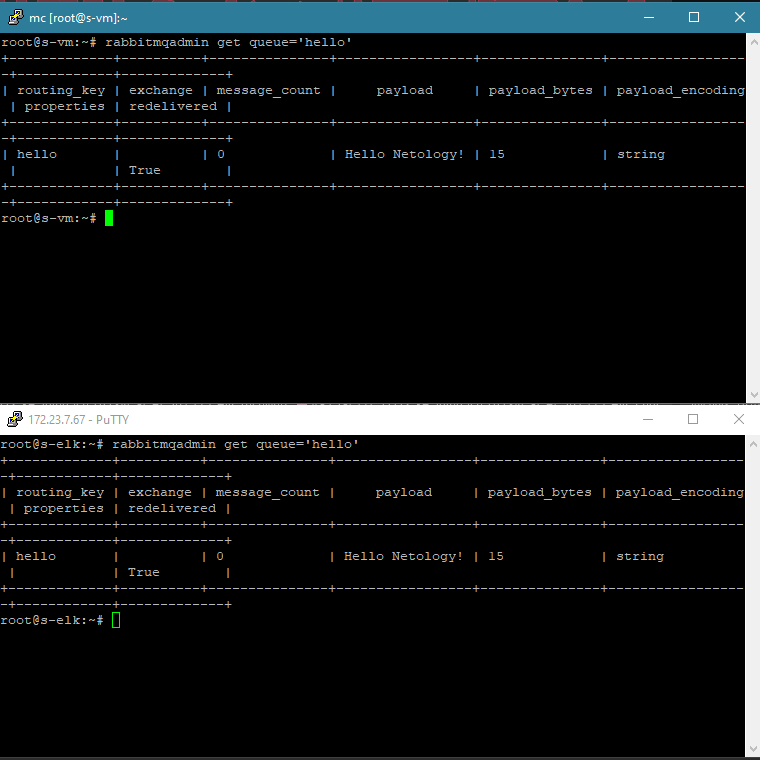 mc [root@s-vm]:~
root@s-vm:~# rabbitmqadmin get queue='hello'
+-------------+----------+---------------+------------------+---------------+-----------------
-+------------+-------------+
| routing_key | exchange | message_count |     payload      | payload_bytes | payload_encoding
 | properties | redelivered |
+-------------+----------+---------------+------------------+---------------+-----------------
-+------------+-------------+
| hello       |          | 0             | Hello Netology! | 15            | string
 |            | True        |
+-------------+----------+---------------+------------------+---------------+-----------------
-+------------+-------------+
root@s-vm:~#
172.23.7.67 - PuTTY
root@s-elk:~# rabbitmqadmin get queue='hello'
+-------------+----------+---------------+------------------+---------------+-----------------
-+------------+-------------+
| routing_key | exchange | message_count |     payload      | payload_bytes | payload_encoding
 | properties | redelivered |
+-------------+----------+---------------+------------------+---------------+-----------------
-+------------+-------------+
| hello       |          | 0             | Hello Netology! | 15            | string
 |            | True        |
+-------------+----------+---------------+------------------+---------------+-----------------
-+------------+-------------+
root@s-elk:~#